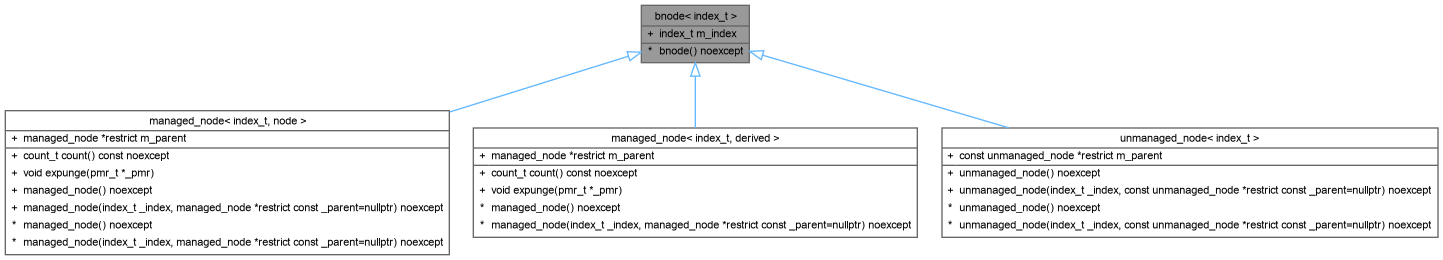 bnode< index_t >
+ index_t m_index
* bnode() noexcept
managed_node< index_t, node >
+ managed_node *restrict m_parent
+ count_t count() const noexcept
+ void expunge(pmr_t *_pmr)
+ managed_node() noexcept
+ managed_node(index_t _index, managed_node *restrict const _parent=nullptr) noexcept
* managed_node() noexcept
* managed_node(index_t _index, managed_node *restrict const _parent=nullptr) noexcept
managed_node< index_t, derived >
+ managed_node *restrict m_parent
+ count_t count() const noexcept
+ void expunge(pmr_t *_pmr)
* managed_node() noexcept
* managed_node(index_t _index, managed_node *restrict const _parent=nullptr) noexcept
unmanaged_node< index_t >
+ const unmanaged_node *restrict m_parent
+ unmanaged_node() noexcept
+ unmanaged_node(index_t _index, const unmanaged_node *restrict const _parent=nullptr) noexcept
* unmanaged_node() noexcept
* unmanaged_node(index_t _index, const unmanaged_node *restrict const _parent=nullptr) noexcept